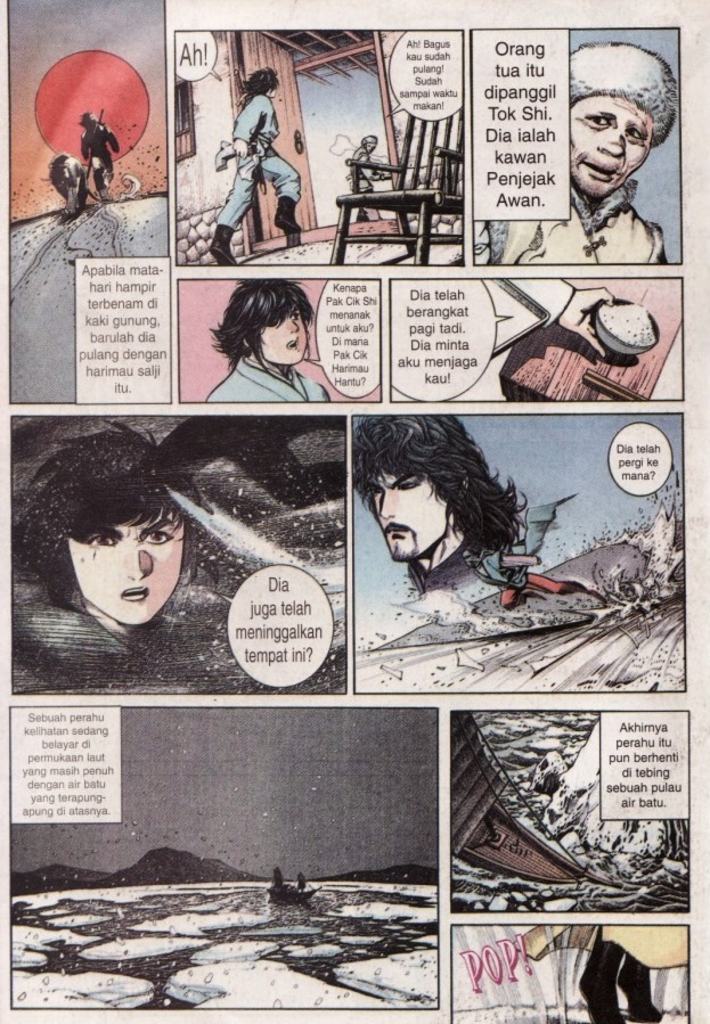 Apabila mata-
hari hampir
terbenam di
kaki gunung,
barulah dia
pulang dengan
harimau salji
itu.
Ah!
Ah! Bagus
kau sudah
pulang!
Sudah
sampai waktu
makan!
Orang
tua itu
dipanggil
Tok Shi.
Dia ialah
kawan
Penjejak
Awan.
Kenapa
Pak Cik Shi
menanak
untuk aku?
Di mana
Pak Cik
Harimau
Hantu?
Dia telah
berangkat
pagi tadi.
Dia minta
aku menjaga
kau!
Dia
juga telah
meninggalkan
tempat ini?
Dia telah
pergi ke
mana?
Sebuah perahu
kelihatan sedang
belayar di
permukaan laut
yang masih penuh
dengan air batu
yang terapung-
apung di atasnya.
Akhirnya
perahu itu
pun berhenti
di tebing
sebuah pulau
air batu.
POP!